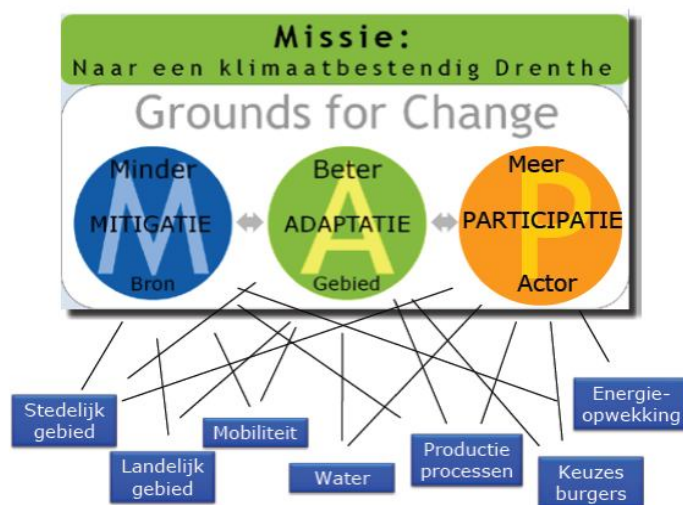 Missie:
Naar een klimaatbestendig Drenthe
Grounds for Change
Minder
M
MITIGATIE
Bron
Beter
A
ADAPTATIE
Gebied
Meer
P
PARTICIPATIE
Actor
Stedelijk
gebied
Landelijk
gebied
Mobiliteit
Water
Productie
processen
Keuzes
burgers
Energie-
opwekking